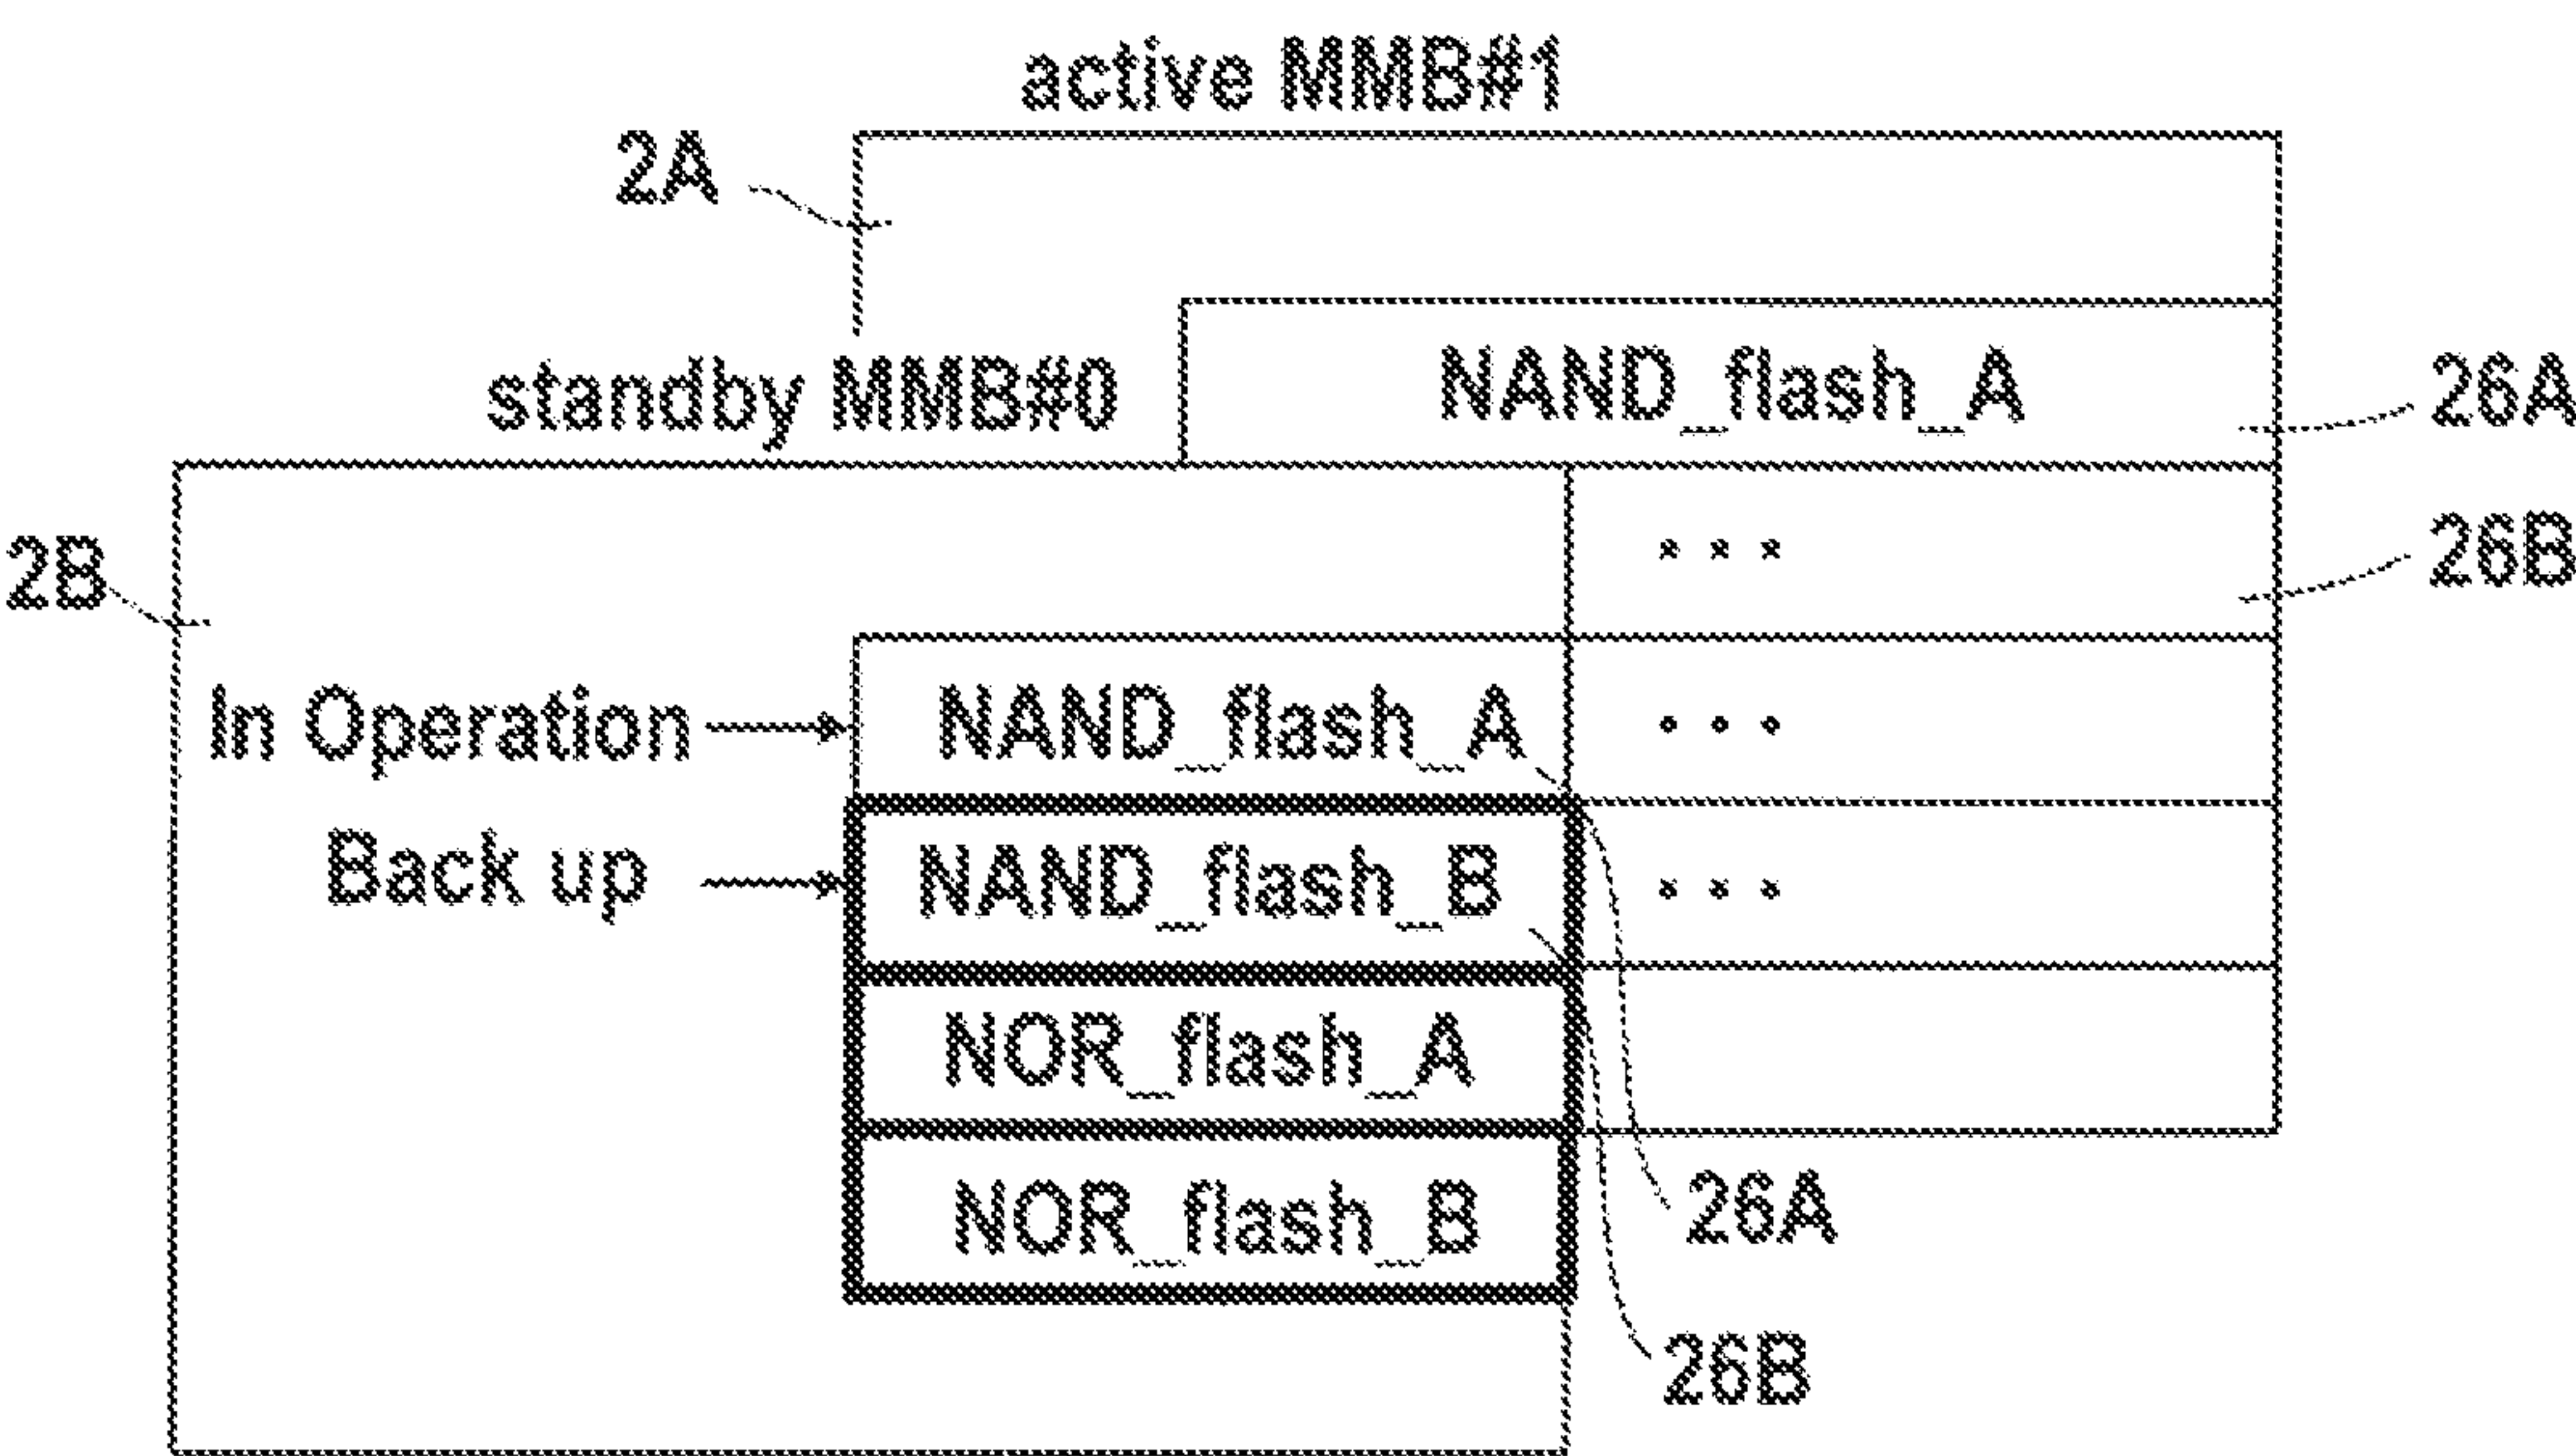 active MMB#1
2A
standby MMB#0
NAND_flash_A
26A
2B
...
26B
In Operation
NAND_flash_A
...
Back up
NAND_flash_B
...
NOR_flash_A
NOR_flash_B
26A
26B